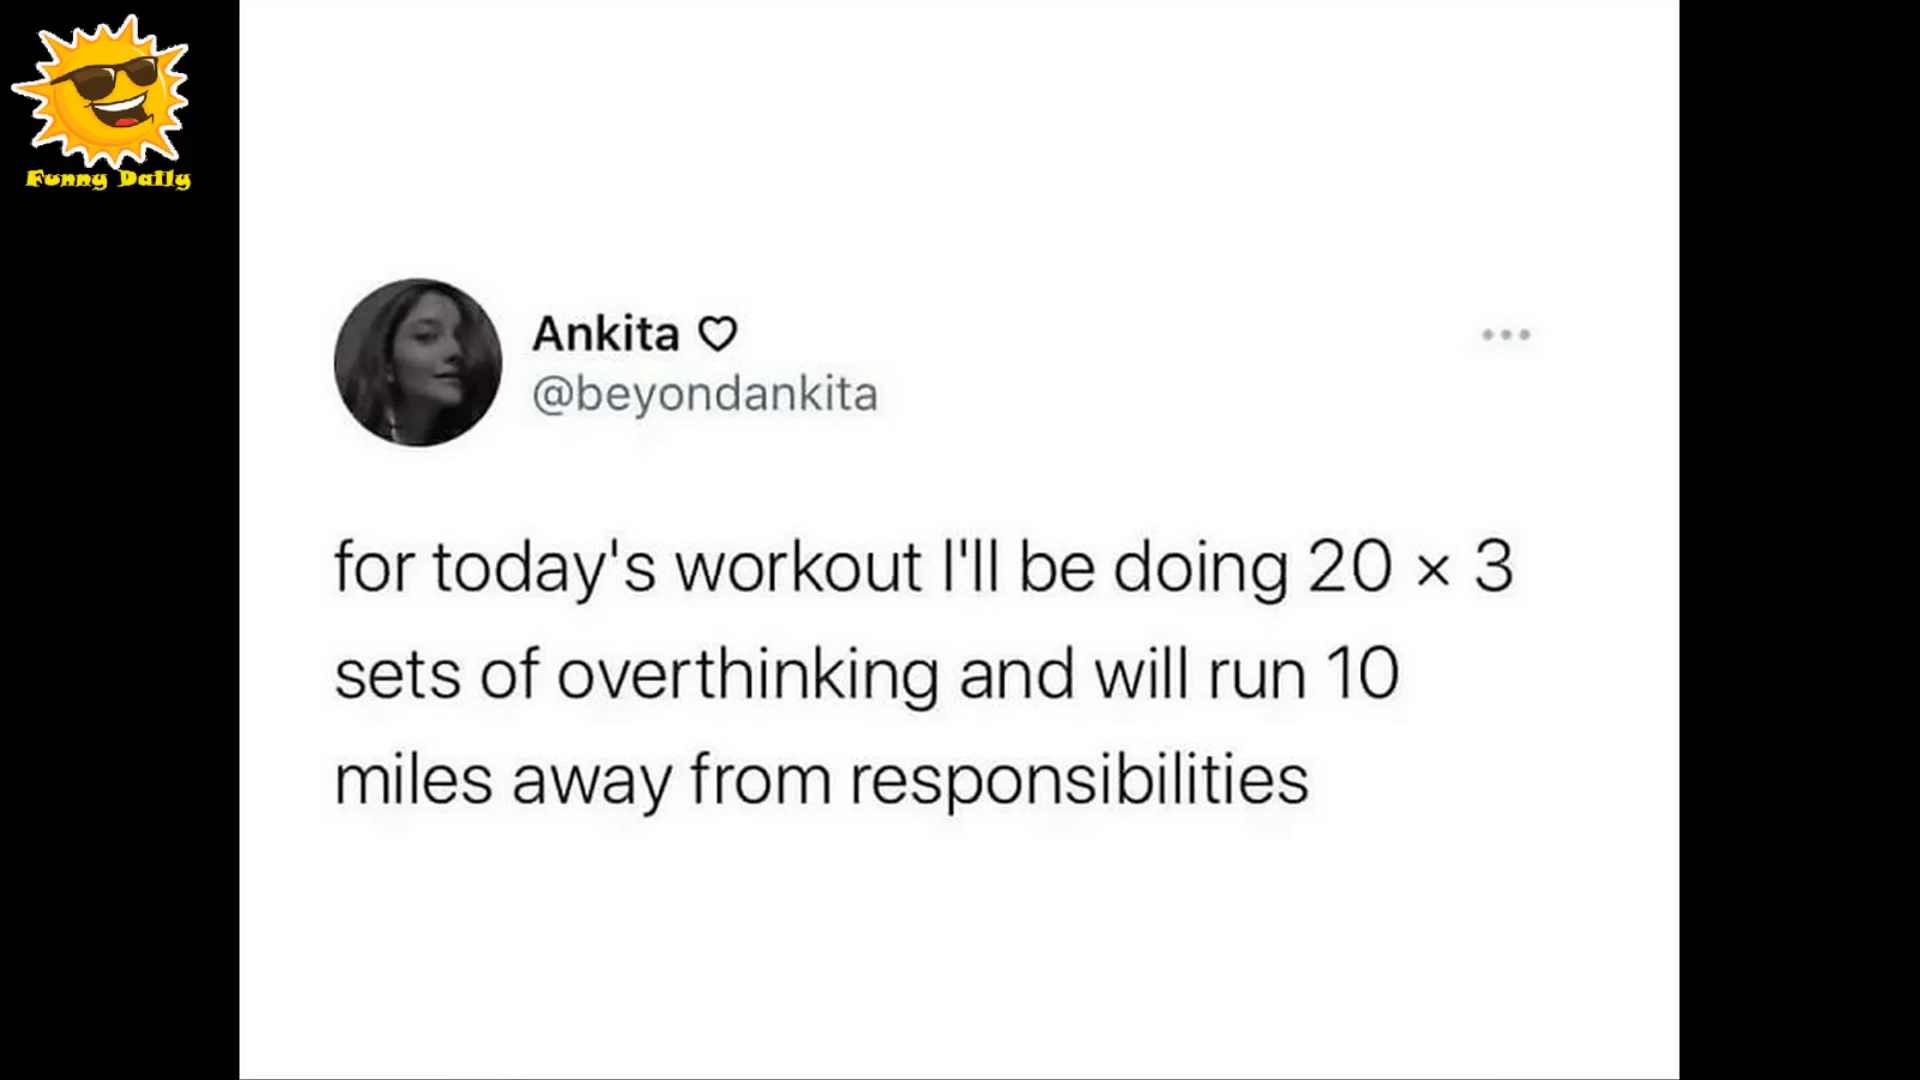 Funny Daily
Ankita ♡
@beyondankita
for today's workout I'll be doing 20 × 3
sets of overthinking and will run 10
miles away from responsibilities